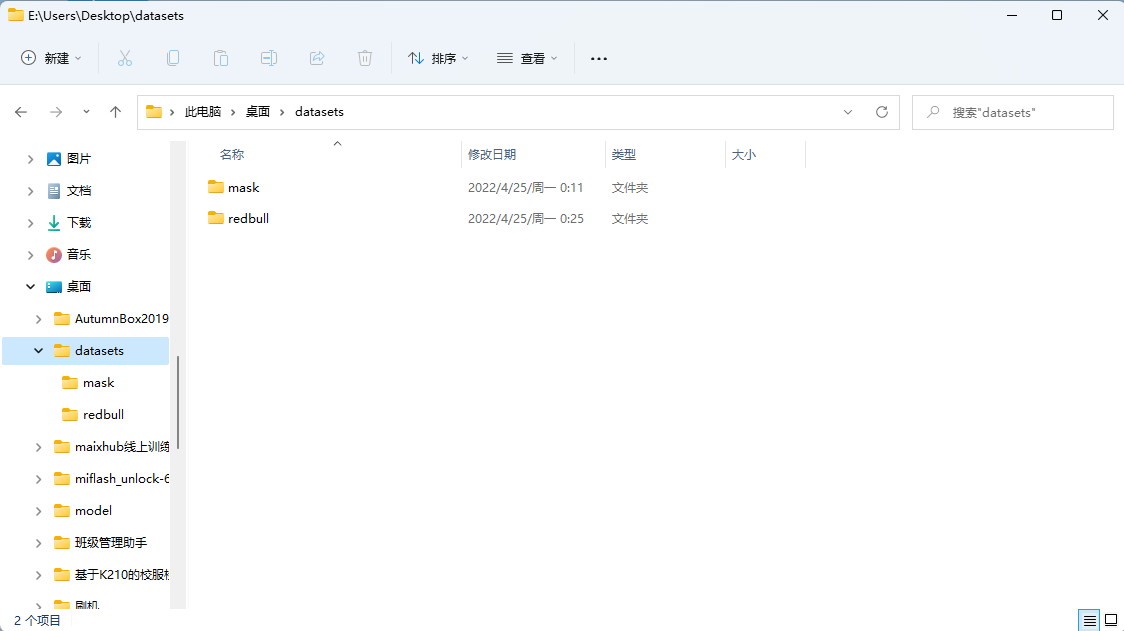 E:\Users\Desktop\datasets
新建
排序
查看
此电脑
桌面
datasets
搜索"datasets"
图片
文档
下载
音乐
桌面
AutumnBox2019
datasets
mask
redbull
maixhub线上训练
miflash_unlock-6
model
班级管理助手
基于K210的校服
刷机
名称 修改日期 类型 大小
mask 2022/4/25/周一 0:11 文件夹
redbull 2022/4/25/周一 0:25 文件夹
2 个项目